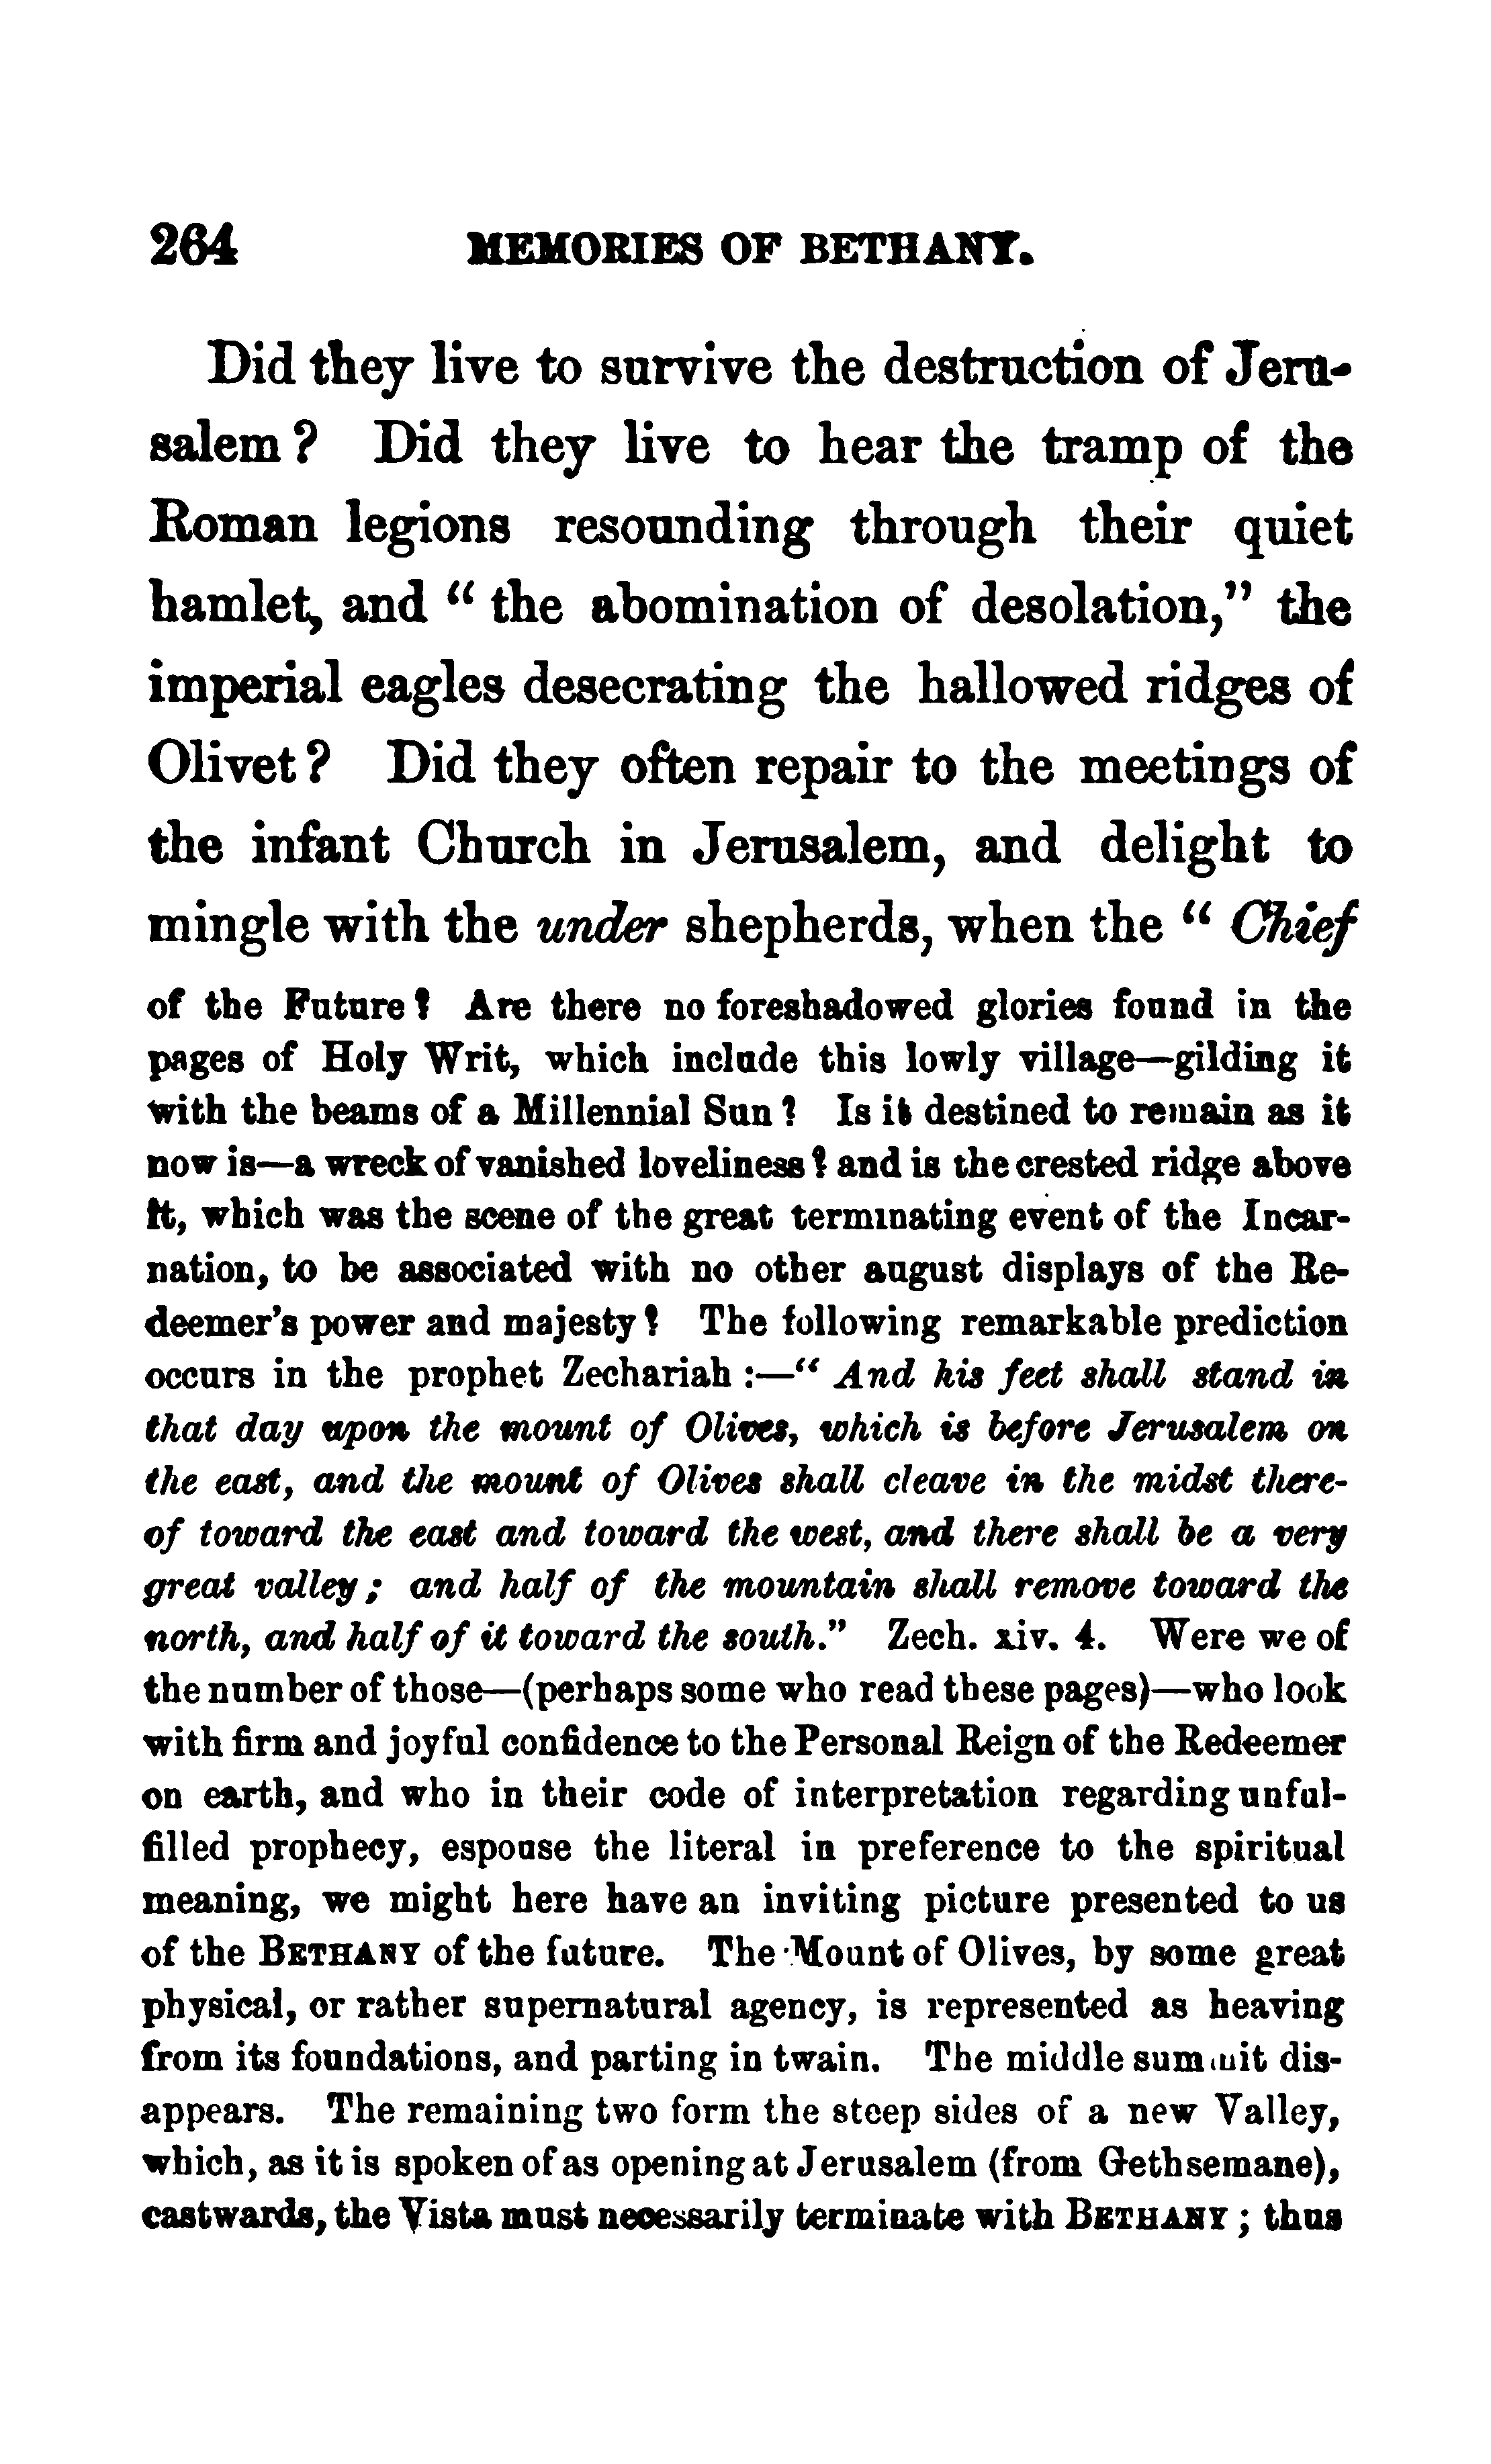 264 MEMORIES OF BETHANY.
Did they live to survive the destruction of Jeru-
salem? Did they live to hear the tramp of the
Roman legions resounding through their quiet
hamlet, and " the abomination of desolation," the
imperial eagles desecrating the hallowed ridges of
Olivet? Did they often repair to the meetings of
the infant Church in Jerusalem, and delight to
mingle with the under shepherds, when the " Chief
of the Future? Are there no foreshadowed glories found in the
pages of Holy Writ, which include this lowly village—gilding it
with the beams of a Millennial Sun? Is it destined to remain as it
now is—a wreck of vanished loveliness? and is the crested ridge above
it, which was the scene of the great terminating event of the Incar-
nation, to be associated with no other august displays of the Re-
deemer's power and majesty? The following remarkable prediction
occurs in the prophet Zechariah :—" And his feet shall stand in
that day upon the mount of Olives, which is before Jerusalem on
the east, and the mount of Olives shall cleave in the midst there-
of toward the east and toward the west, and there shall be a very
great valley; and half of the mountain shall remove toward the
north, and half of it toward the south." Zech. xiv. 4. Were we of
the number of those—(perhaps some who read these pages)—who look
with firm and joyful confidence to the Personal Reign of the Redeemer
on earth, and who in their code of interpretation regarding unful-
filled prophecy, espouse the literal in preference to the spiritual
meaning, we might here have an inviting picture presented to us
of the BETHANY of the future. The Mount of Olives, by some great
physical, or rather supernatural agency, is represented as heaving
from its foundations, and parting in twain. The middle summit dis-
appears. The remaining two form the steep sides of a new Valley,
which, as it is spoken of as opening at Jerusalem (from Gethsemane),
eastwards, the Vista must necessarily terminate with BETHANY; thus